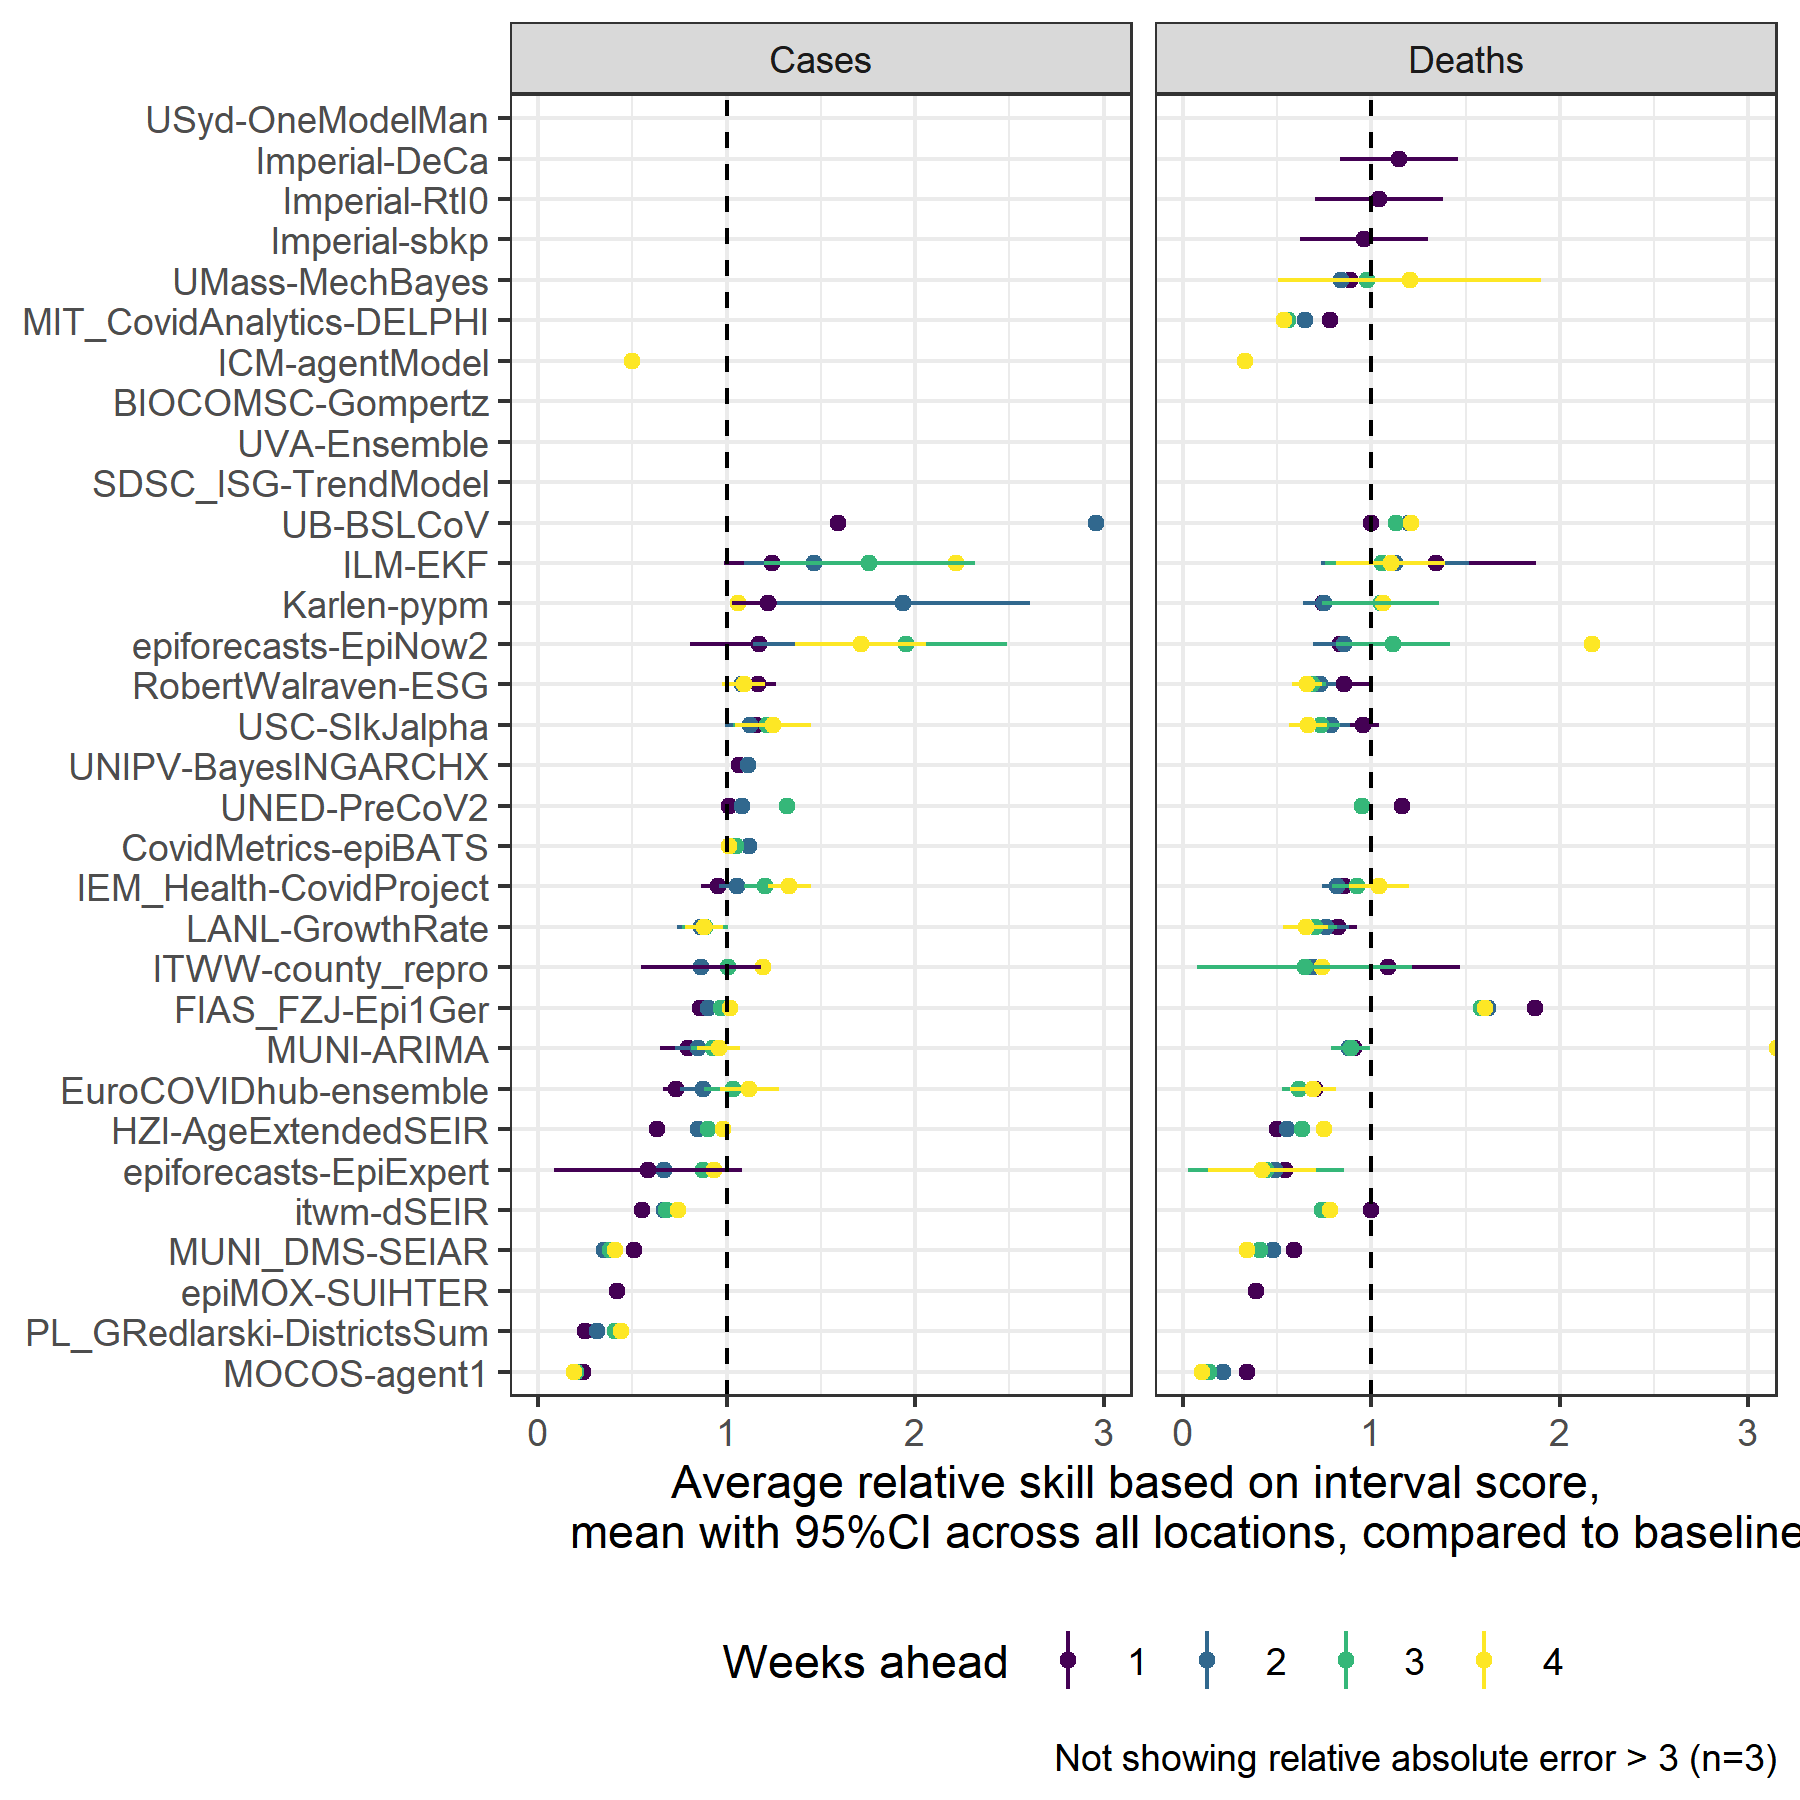 Cases
Deaths
USyd-OneModelMan
Imperial-DeCa
Imperial-RtI0
Imperial-sbkp
UMass-MechBayes
MIT_CovidAnalytics-DELPHI
ICM-agentModel
BIOCOMSC-Gompertz
UVA-Ensemble
SDSC_ISG-TrendModel
UB-BSLCoV
ILM-EKF
Karlen-pypm
epiforecasts-EpiNow2
RobertWalraven-ESG
USC-SIkJalpha
UNIPV-BayesINGARCHX
UNED-PreCoV2
CovidMetrics-epiBATS
IEM_Health-CovidProject
LANL-GrowthRate
ITWW-county_repro
FIAS_FZJ-Epi1Ger
MUNI-ARIMA
EuroCOVIDhub-ensemble
HZI-AgeExtendedSEIR
epiforecasts-EpiExpert
itwm-dSEIR
MUNI_DMS-SEIAR
epiMOX-SUIHTER
PL_GRedlarski-DistrictsSum
MOCOS-agent1
0 1 2 3
0 1 2 3
Average relative skill based on interval score,
mean with 95%CI across all locations, compared to baseline
Weeks ahead 1 2 3 4
Not showing relative absolute error > 3 (n=3)